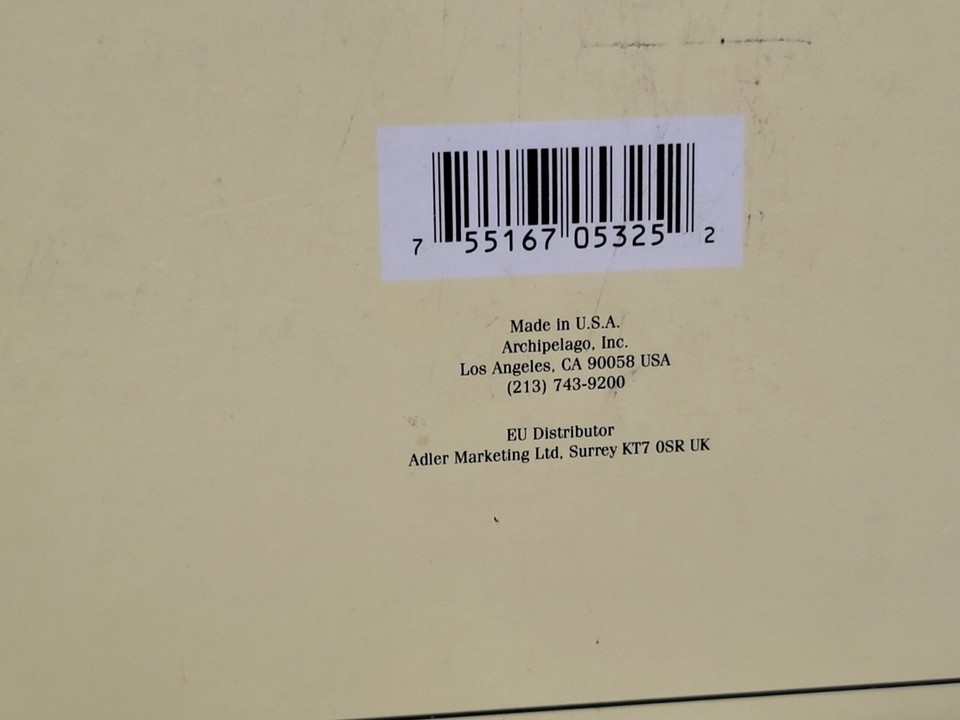 7 55167 05325 2
Made in U.S.A.
Archipelago, Inc.
Los Angeles, CA 90058 USA
(213) 743-9200
EU Distributor
Adler Marketing Ltd, Surrey KT7 0SR UK